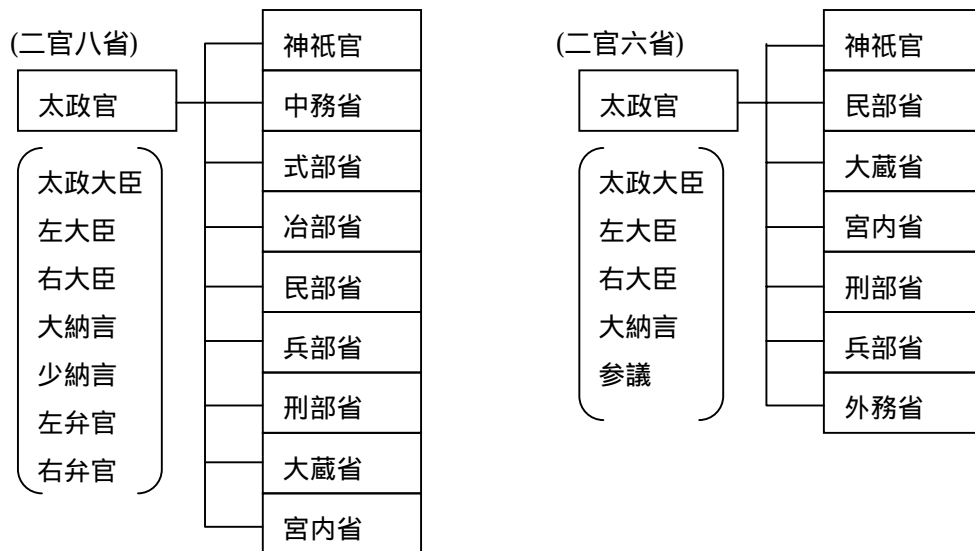 (二官八省)
太政官
太政大臣
左大臣
右大臣
大納言
少納言
左弁官
右弁官
神祇官
中務省
式部省
冶部省
民部省
兵部省
刑部省
大蔵省
宮内省
(二官六省)
太政官
太政大臣
左大臣
右大臣
大納言
参議
神祇官
民部省
大蔵省
宮内省
刑部省
兵部省
外務省